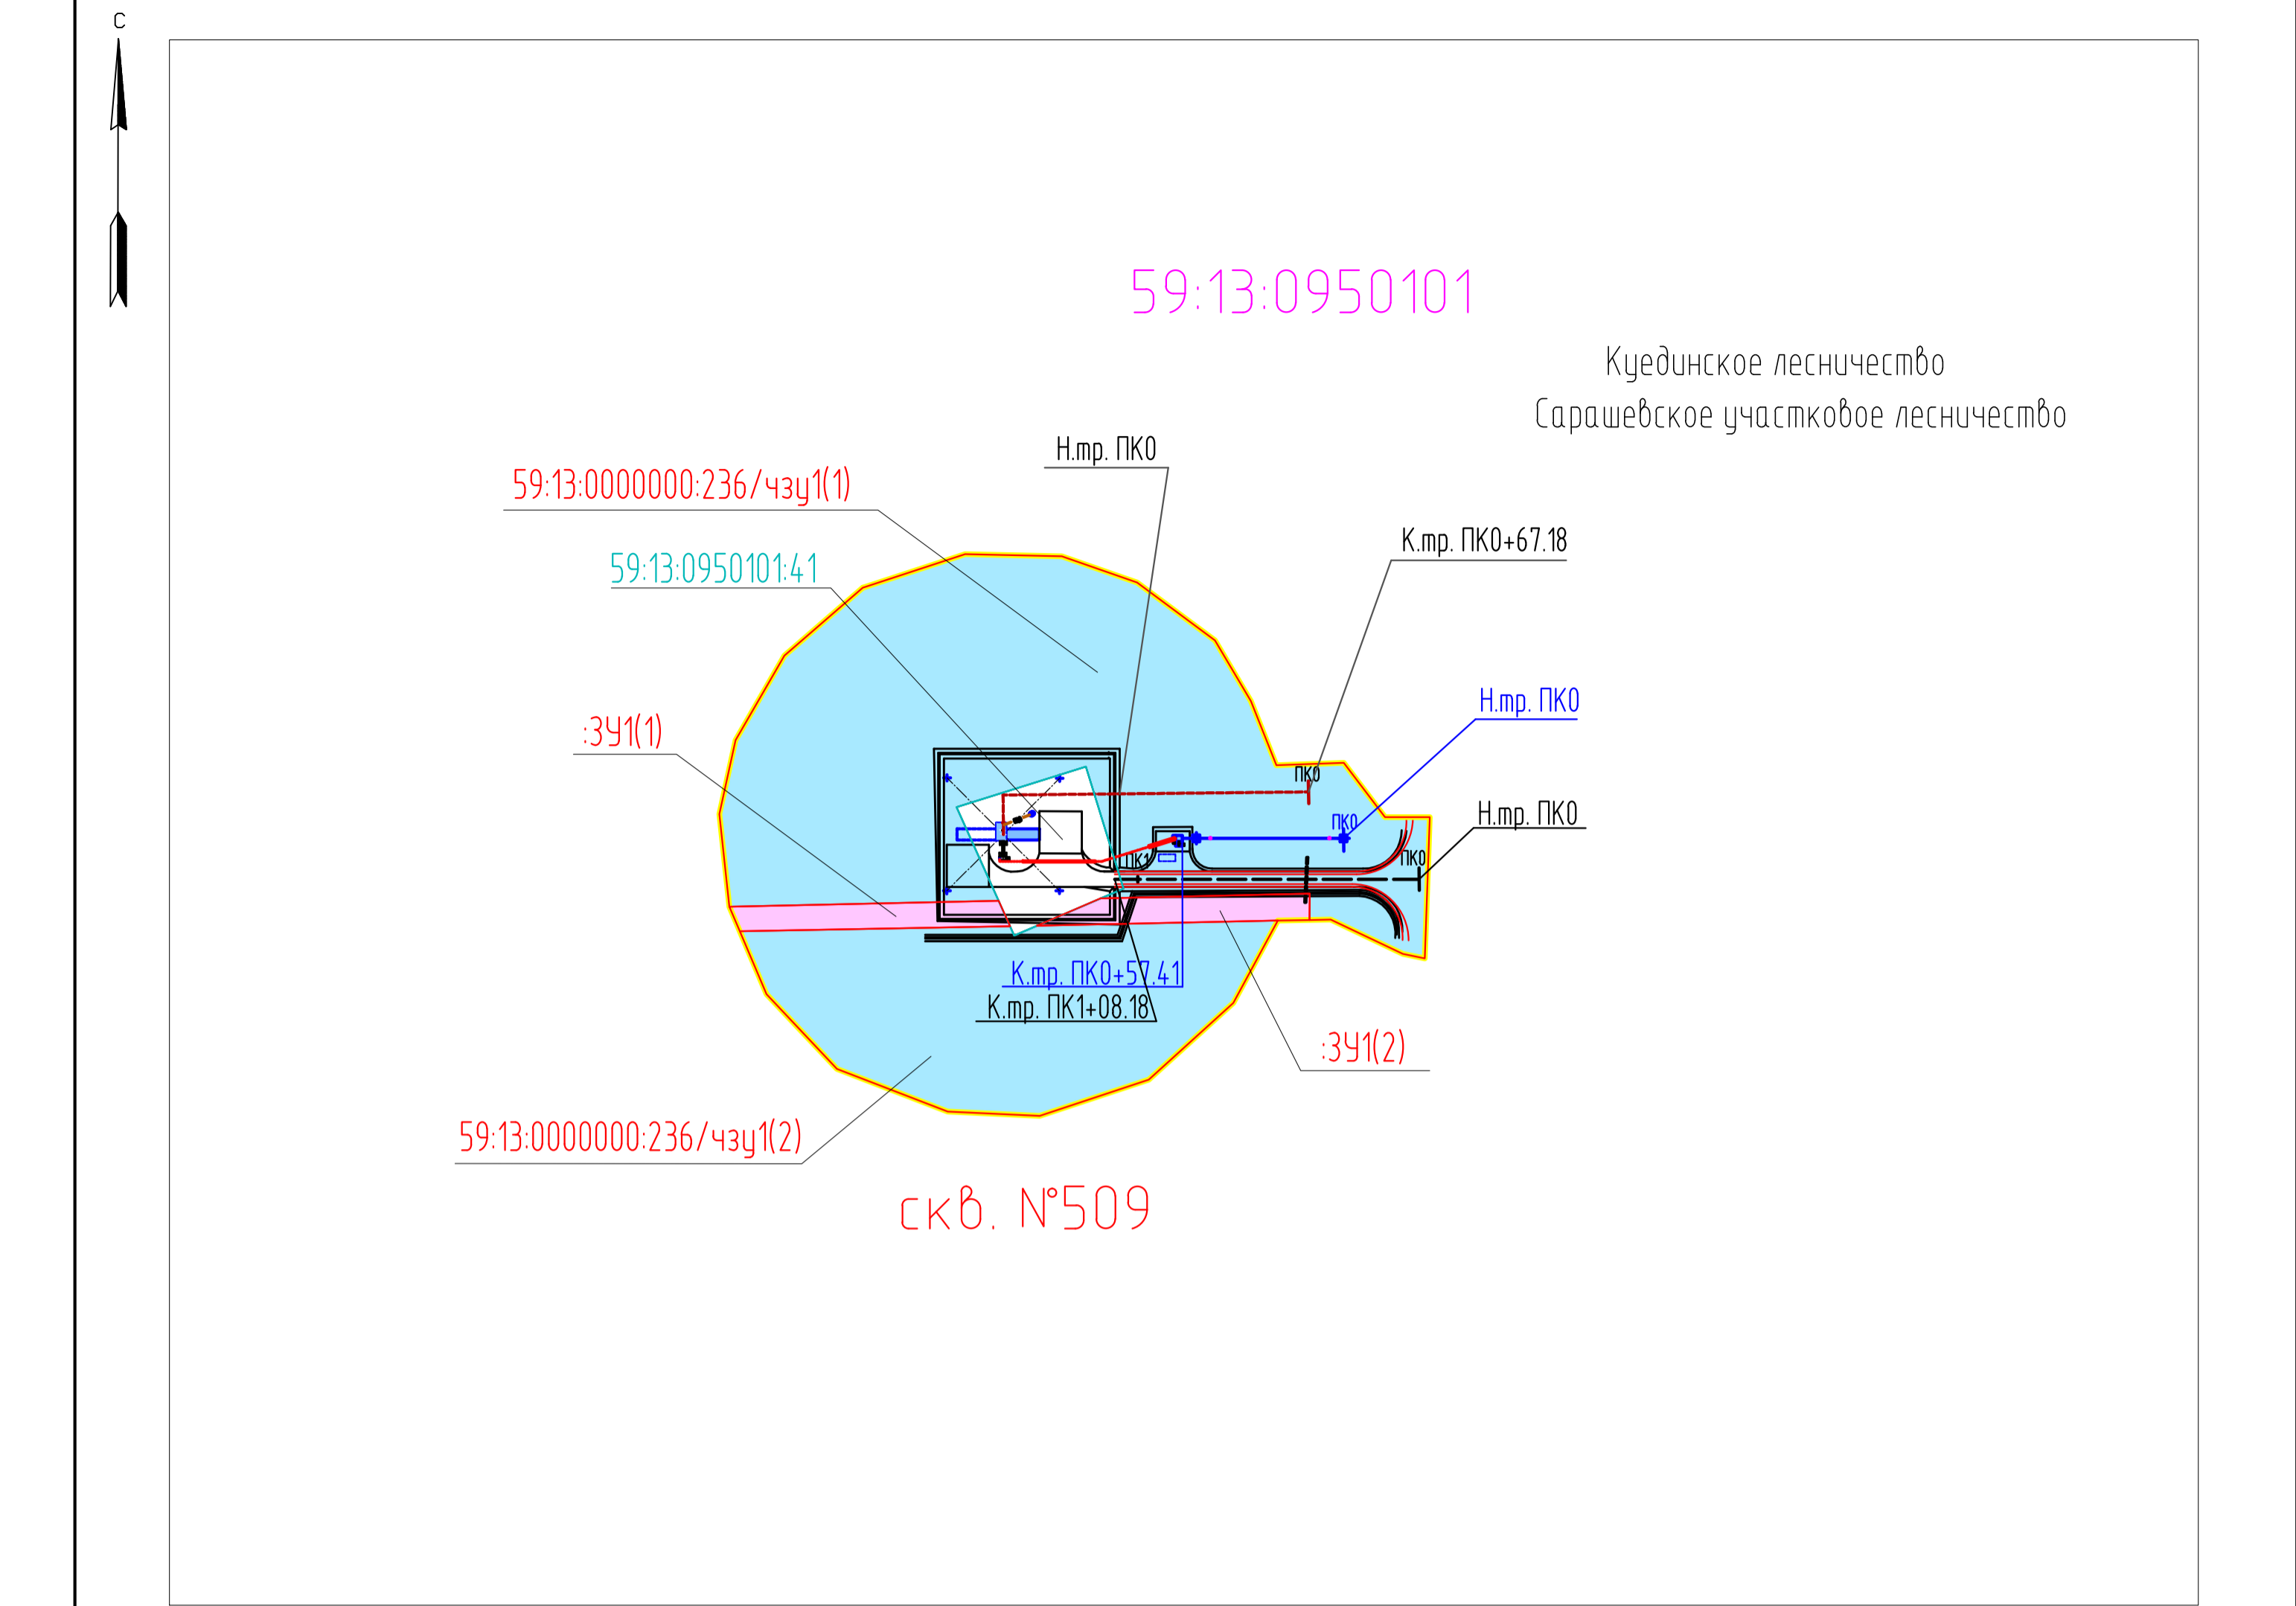 С
59:13:0950101
Куединское лесничество
Сарашевское участковое лесничество
Н.тр. ПК0
59:13:0000000:236/чзу1(1)
К.тр. ПК0+67.18
59:13:0950101:41
Н.тр. ПК0
:ЗУ1(1)
ПК0
Н.тр. ПК0
ПК0
ПК1
ПК0
К.тр. ПК0+57.41
К.тр. ПК1+08.18
:ЗУ1(2)
59:13:0000000:236/чзу1(2)
скв. N°509